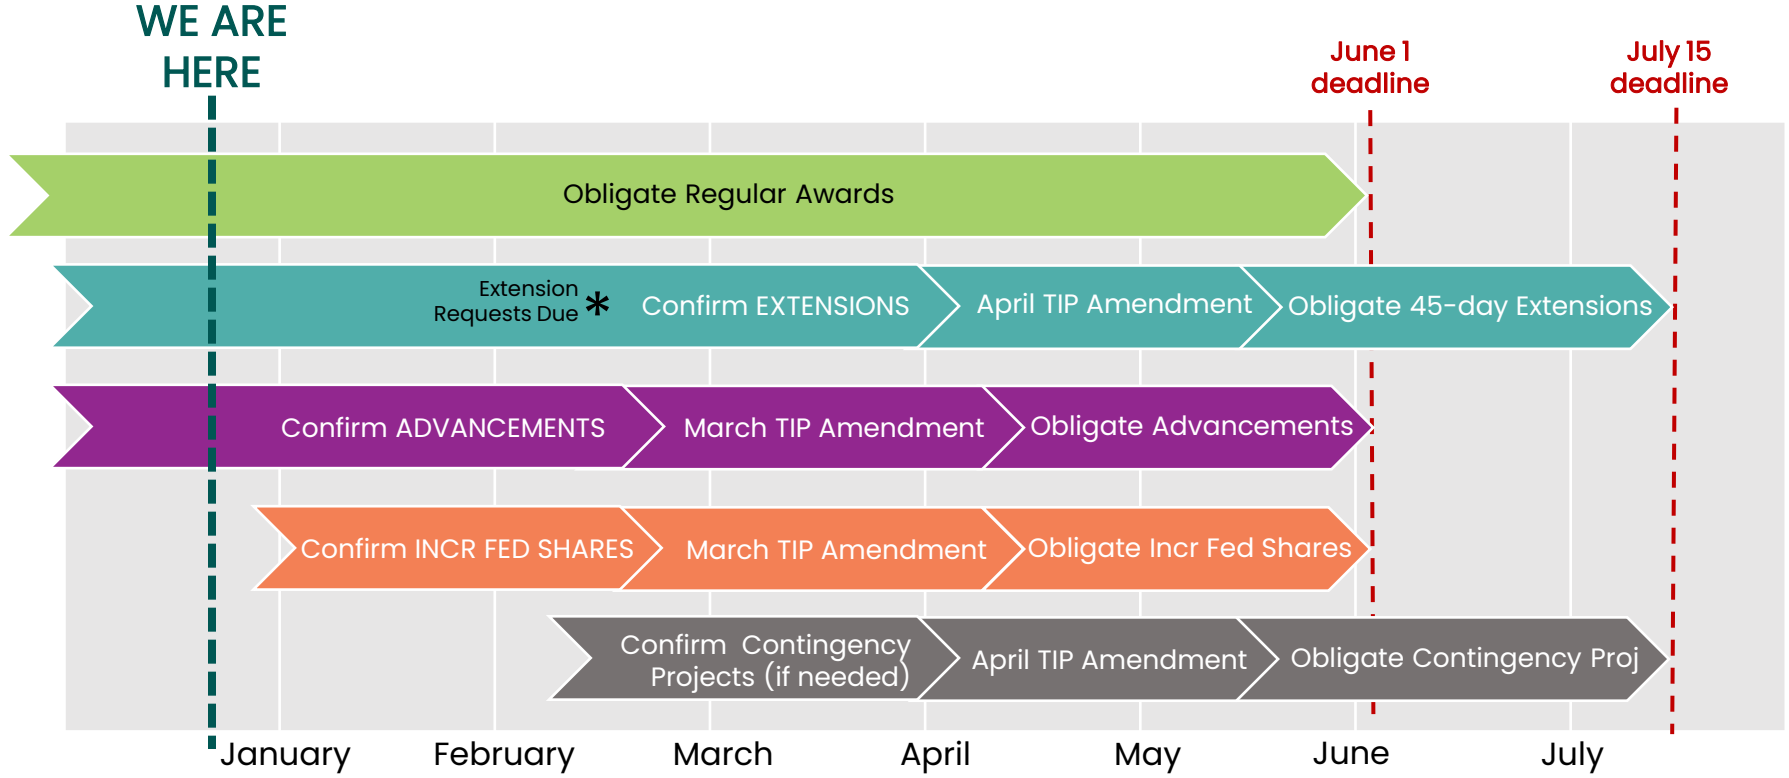 WE ARE
HERE
June 1
deadline
July 15
deadline
Obligate Regular Awards
Extension
Requests Due *
Confirm EXTENSIONS
April TIP Amendment
Obligate 45-day Extensions
Confirm ADVANCEMENTS
March TIP Amendment
Obligate Advancements
Confirm INCR FED SHARES
March TIP Amendment
Obligate Incr Fed Shares
Confirm Contingency
Projects (if needed)
April TIP Amendment
Obligate Contingency Proj
January
February
March
April
May
June
July